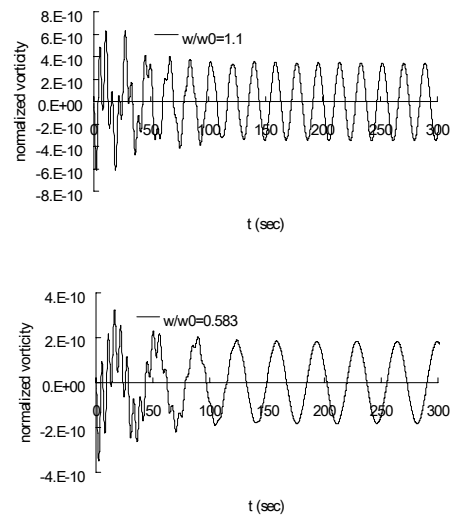 8.E-10
6.E-10
4.E-10
2.E-10
0.E+00
-2.E-10
-4.E-10
-6.E-10
-8.E-10
normalized vorticity
w/w0=1.1
0 50 100 150 200 250 300
t (sec)
4.E-10
2.E-10
0.E+00
-2.E-10
-4.E-10
normalized vorticity
w/w0=0.583
0 50 100 150 200 250 300
t (sec)